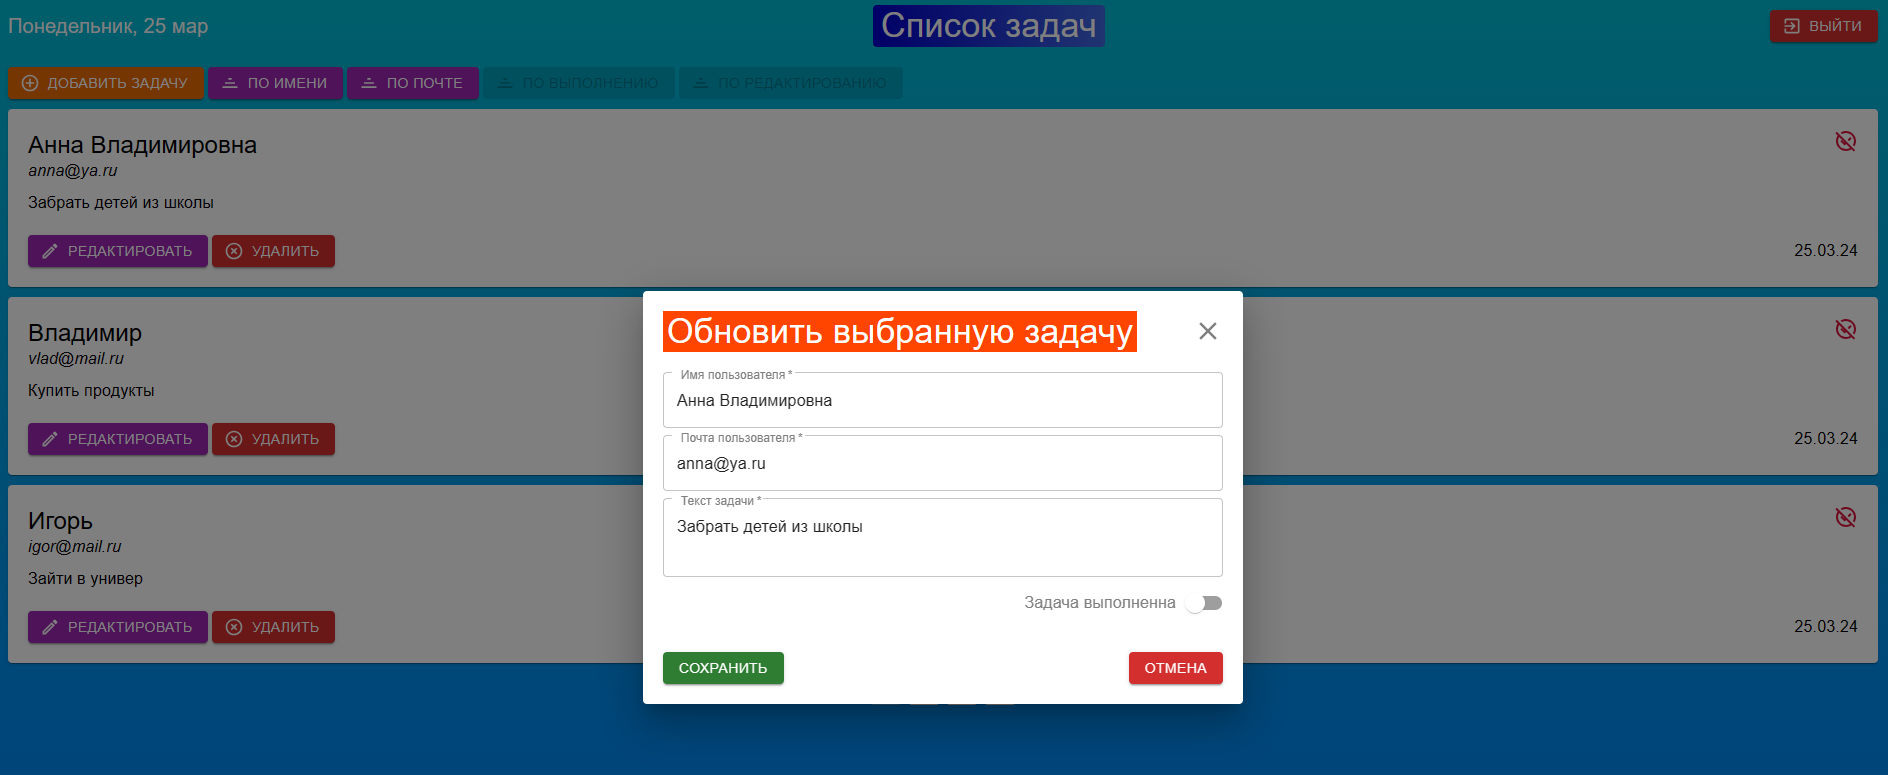 Понедельник, 25 мар
Список задач
ВЫЙТИ
ДОБАВИТЬ ЗАДАЧУ
ПО ИМЕНИ
ПО ПОЧТЕ
ПО ВЫПОЛНЕНИЮ
ПО РЕДАКТИРОВАНИЮ
Анна Владимировна
anna@ya.ru
Забрать детей из школы
РЕДАКТИРОВАТЬ
УДАЛИТЬ
25.03.24
Владимир
vlad@mail.ru
Купить продукты
РЕДАКТИРОВАТЬ
УДАЛИТЬ
25.03.24
Игорь
igor@mail.ru
Зайти в универ
РЕДАКТИРОВАТЬ
УДАЛИТЬ
25.03.24
Обновить выбранную задачу
Имя пользователя *
Анна Владимировна
Почта пользователя *
anna@ya.ru
Текст задачи *
Забрать детей из школы
Задача выполненна
СОХРАНИТЬ
ОТМЕНА